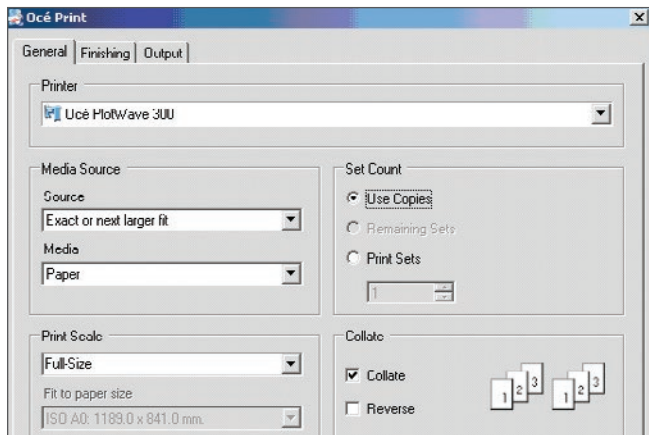 Océ Print
General
Finishing
Output
Printer
Océ PlotWave 300
Media Source
Source
Exact or next larger fit
Media
Paper
Set Count
Use Copies
Remaining Sets
Print Sets
1
Print Scale
Full-Size
Fit to paper size
ISO A0: 1189.0 x 841.0 mm.
Collate
Collate
Reverse
1 2 3 1 2 3